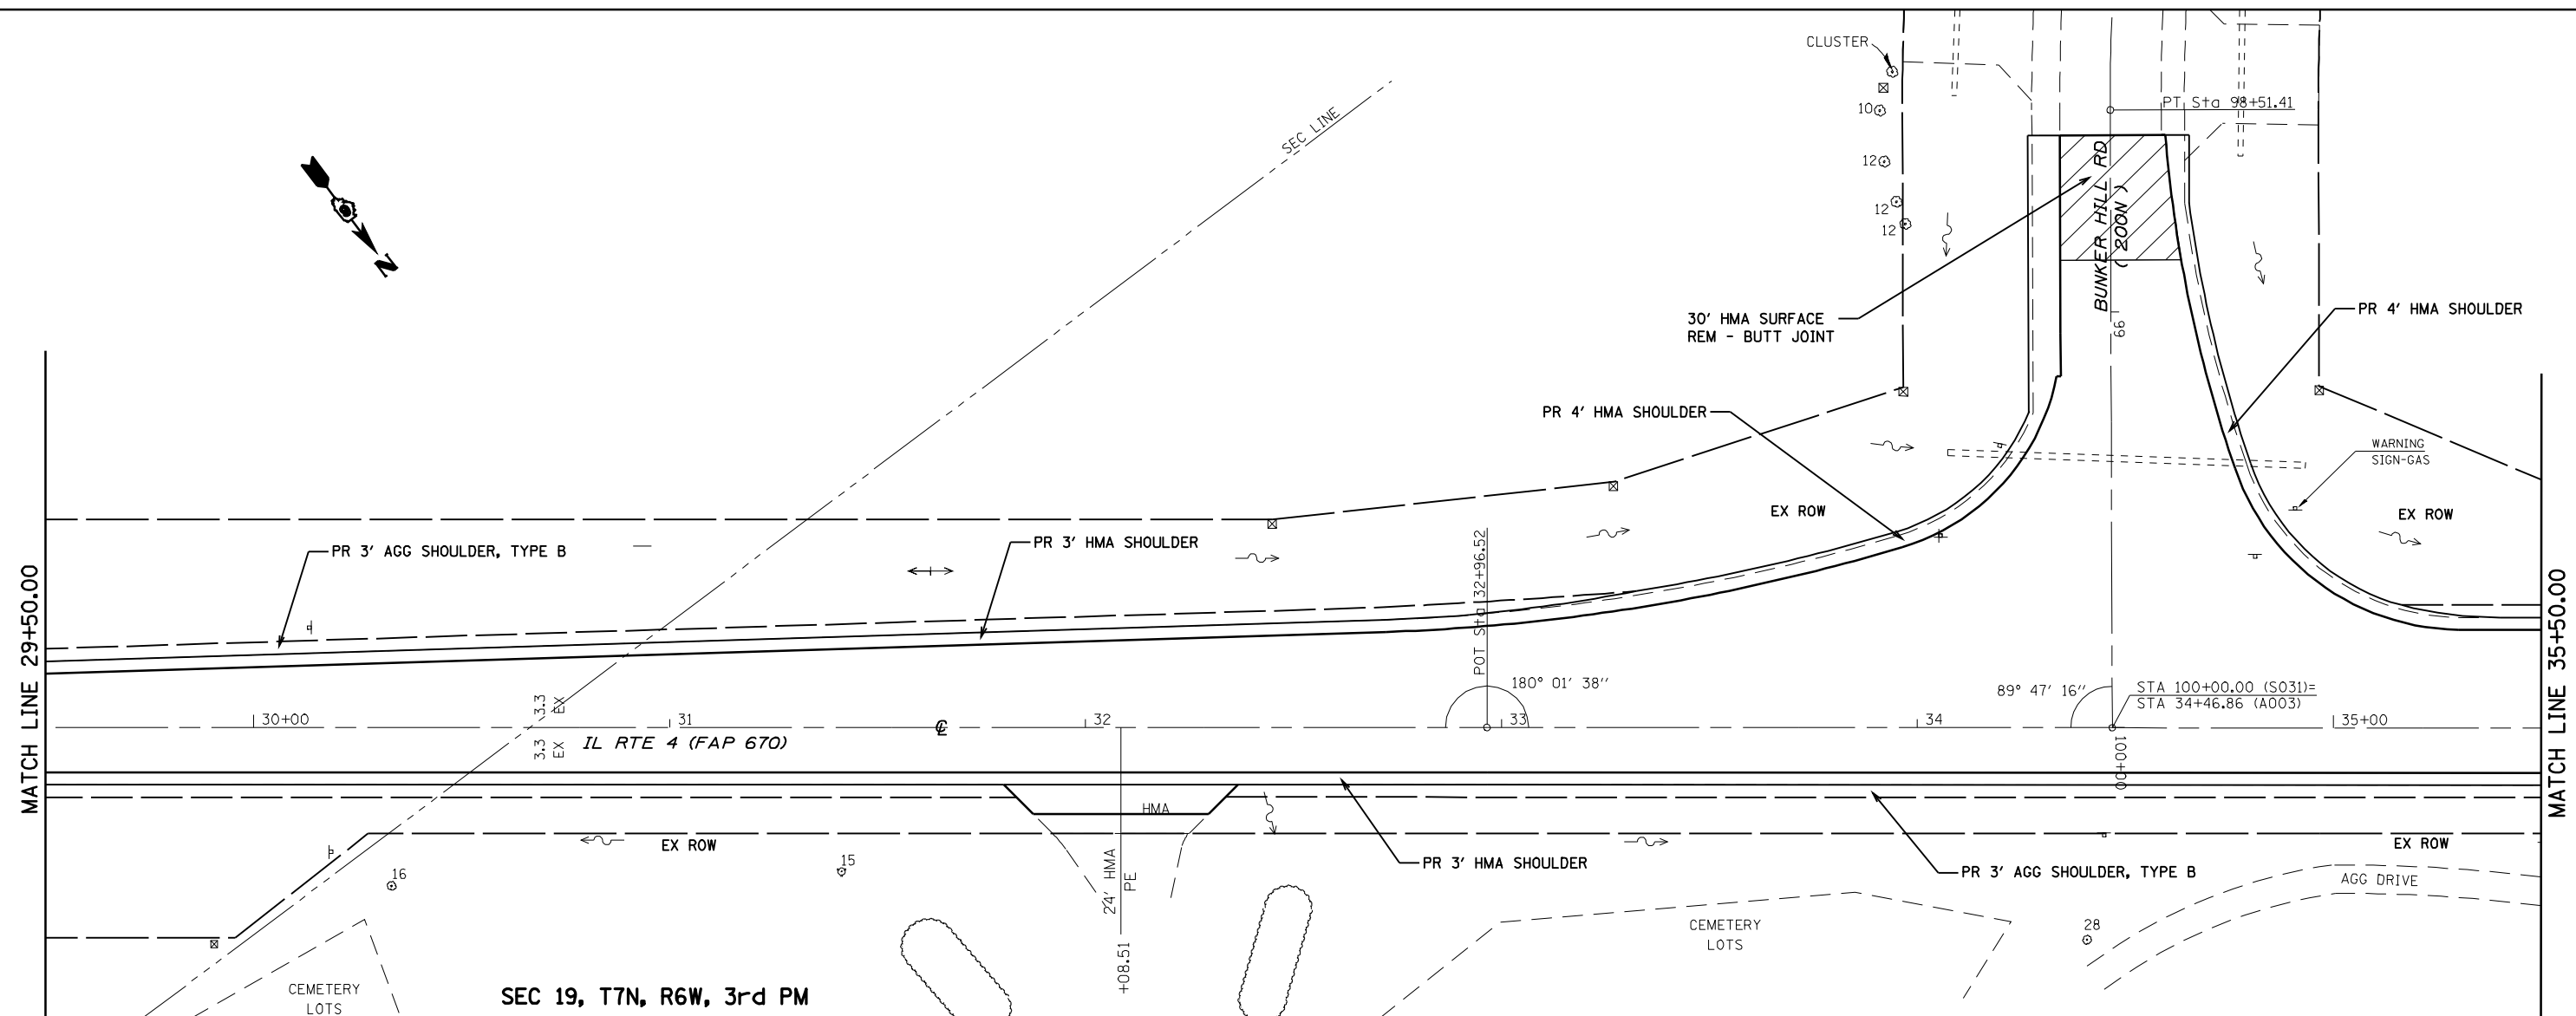 CLUSTER
10
12
12
12
PT Sta 98+51.41
SEC LINE
N
BUNKER HILL RD
( 200N )
99
30' HMA SURFACE
REM - BUTT JOINT
PR 4' HMA SHOULDER
PR 4' HMA SHOULDER
WARNING
SIGN-GAS
EX ROW
EX ROW
PR 3' AGG SHOULDER, TYPE B
PR 3' HMA SHOULDER
POT Sta 32+96.52
180° 01' 38''
89° 47' 16''
STA 100+00.00 (S031)=
STA 34+46.86 (A003)
MATCH LINE 29+50.00
MATCH LINE 35+50.00
3.3
EX
30+00
31
℄
32
33
34
35+00
3.3
EX
IL RTE 4 (FAP 670)
100+00
HMA
EX ROW
EX ROW
PR 3' HMA SHOULDER
PR 3' AGG SHOULDER, TYPE B
16
15
24' HMA
PE
+08.51
AGG DRIVE
28
CEMETERY
LOTS
CEMETERY
LOTS
SEC 19, T7N, R6W, 3rd PM